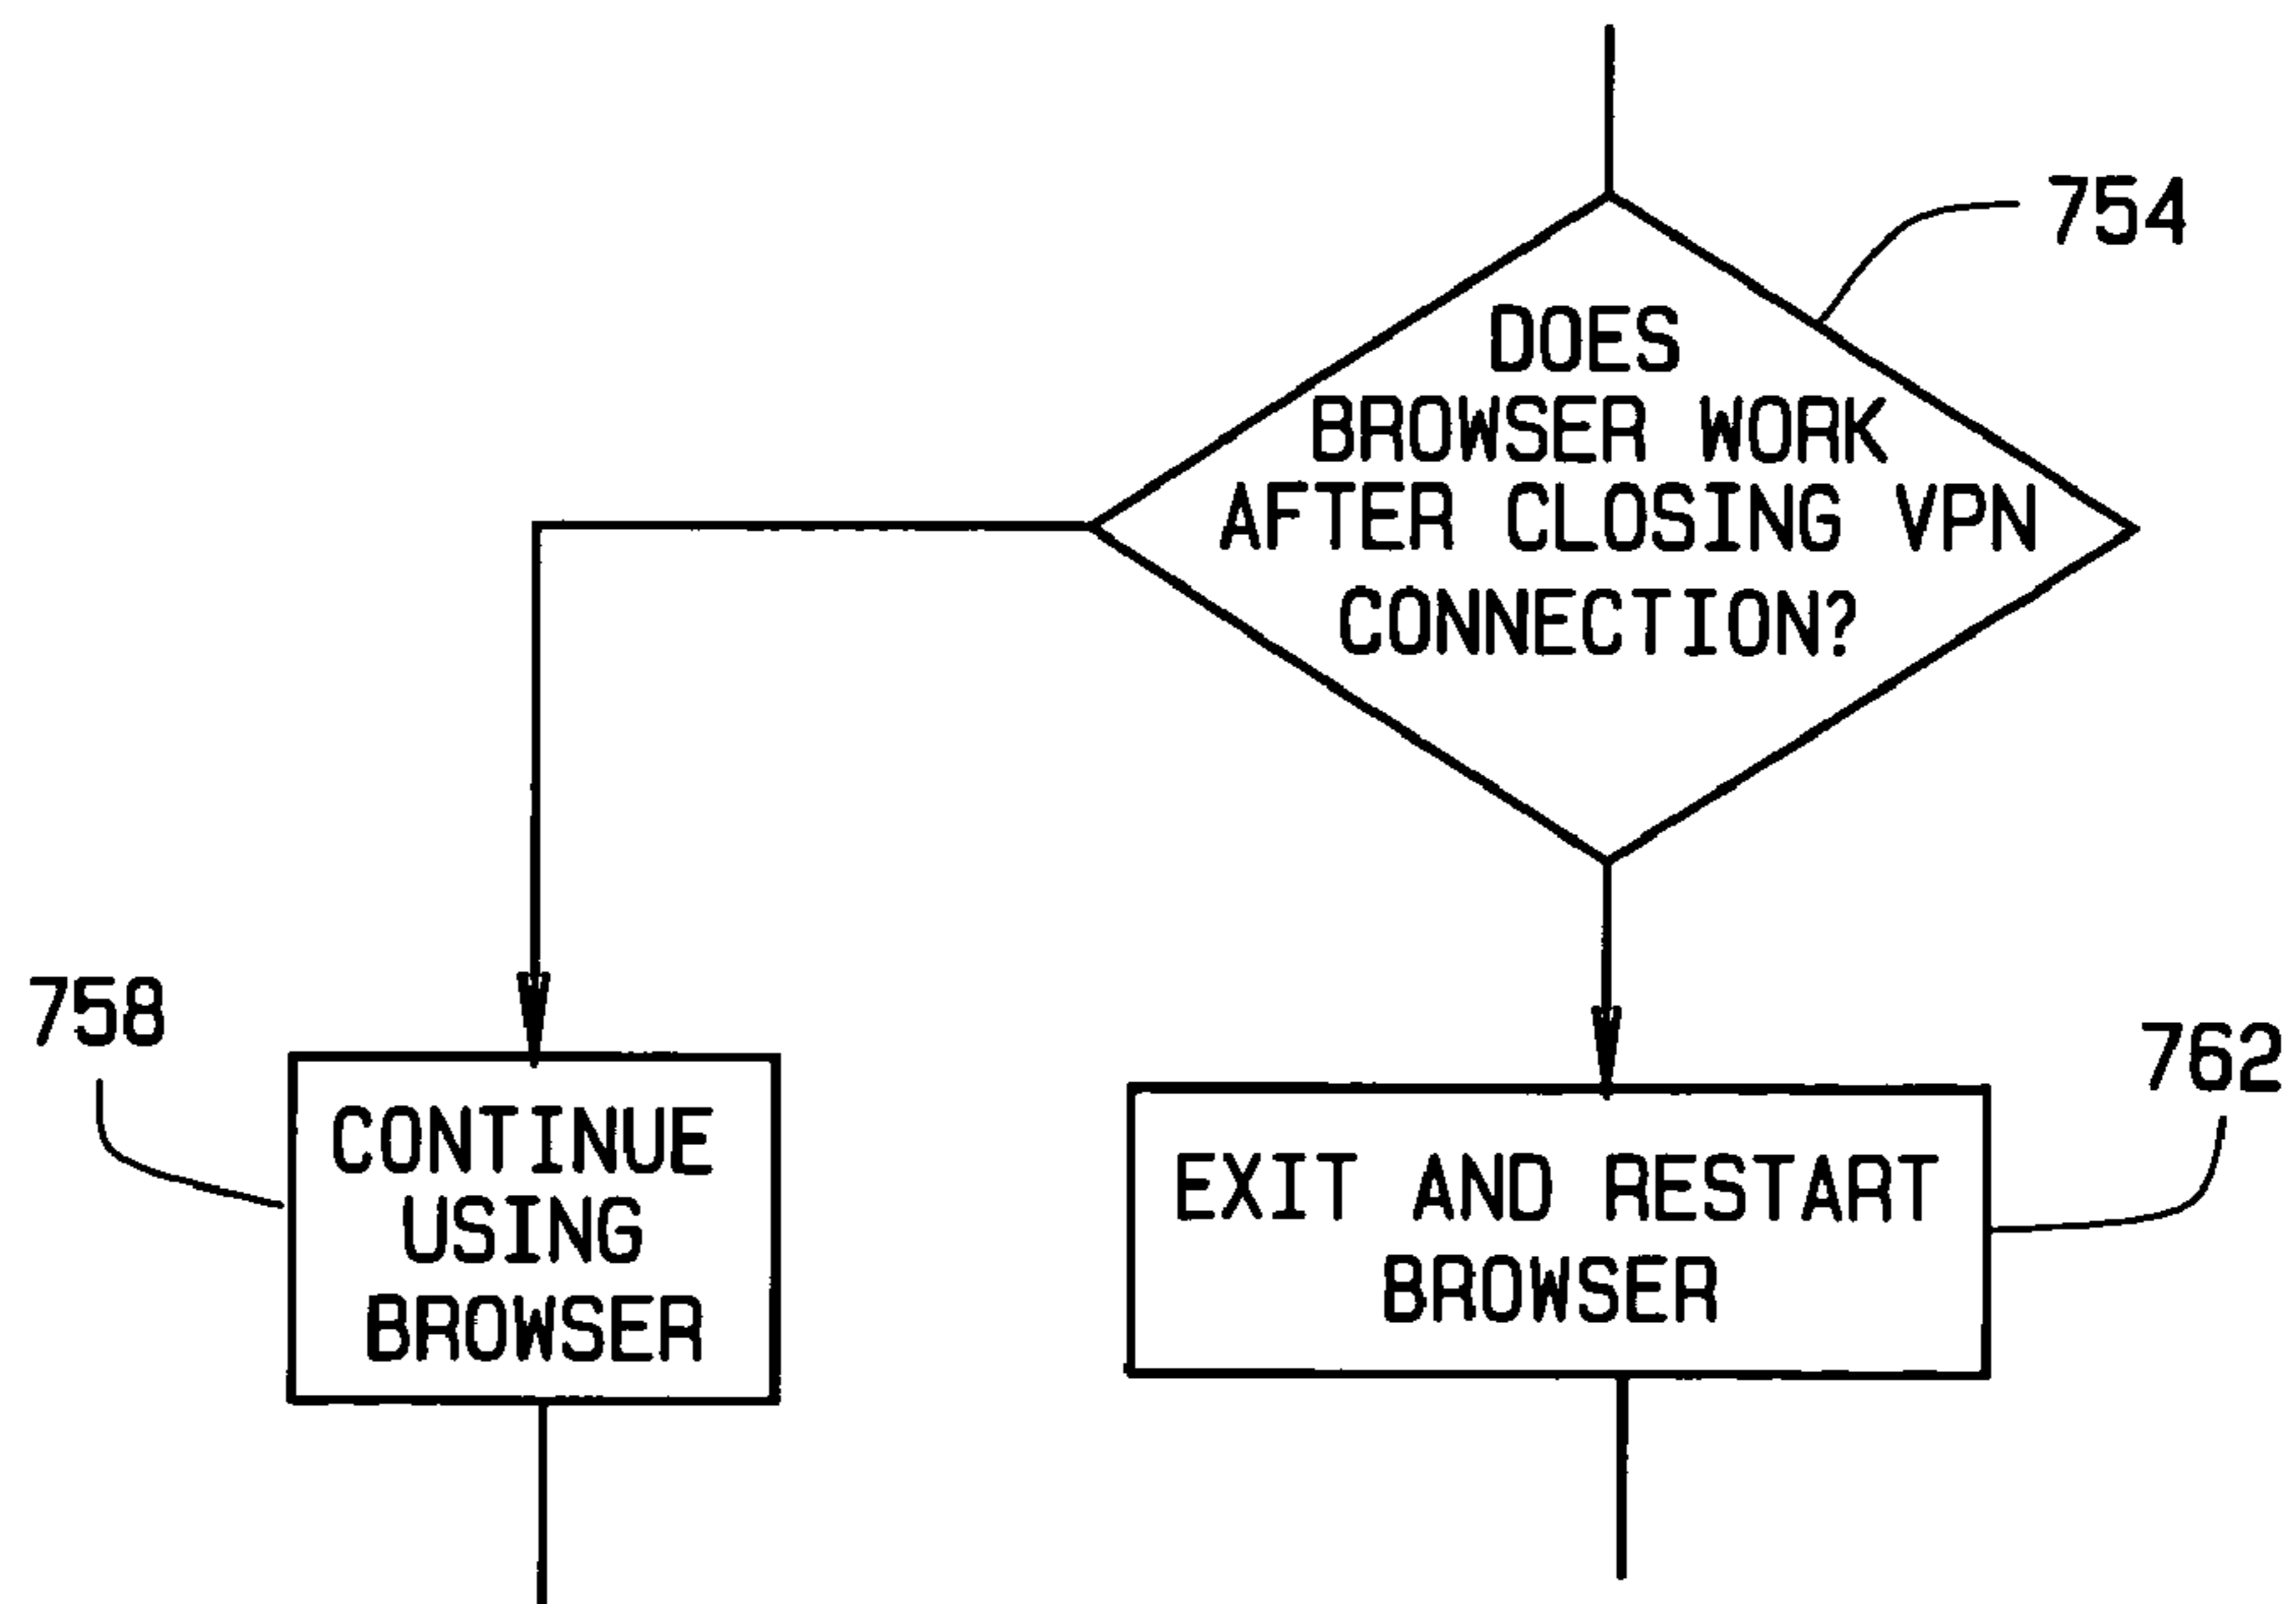 754
DOES
BROWSER WORK
AFTER CLOSING VPN
CONNECTION?
758
CONTINUE
USING
BROWSER
762
EXIT AND RESTART
BROWSER